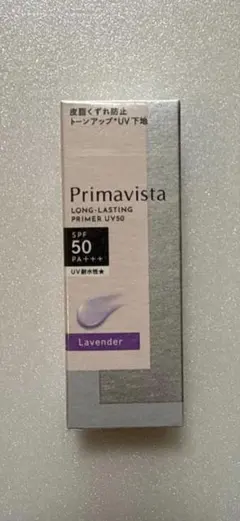 皮脂くずれ防止
トーンアップ*UV下地
Primavista
LONG-LASTING
PRIMER UV50
SPF
50
PA+++
UV耐水性★
Lavender